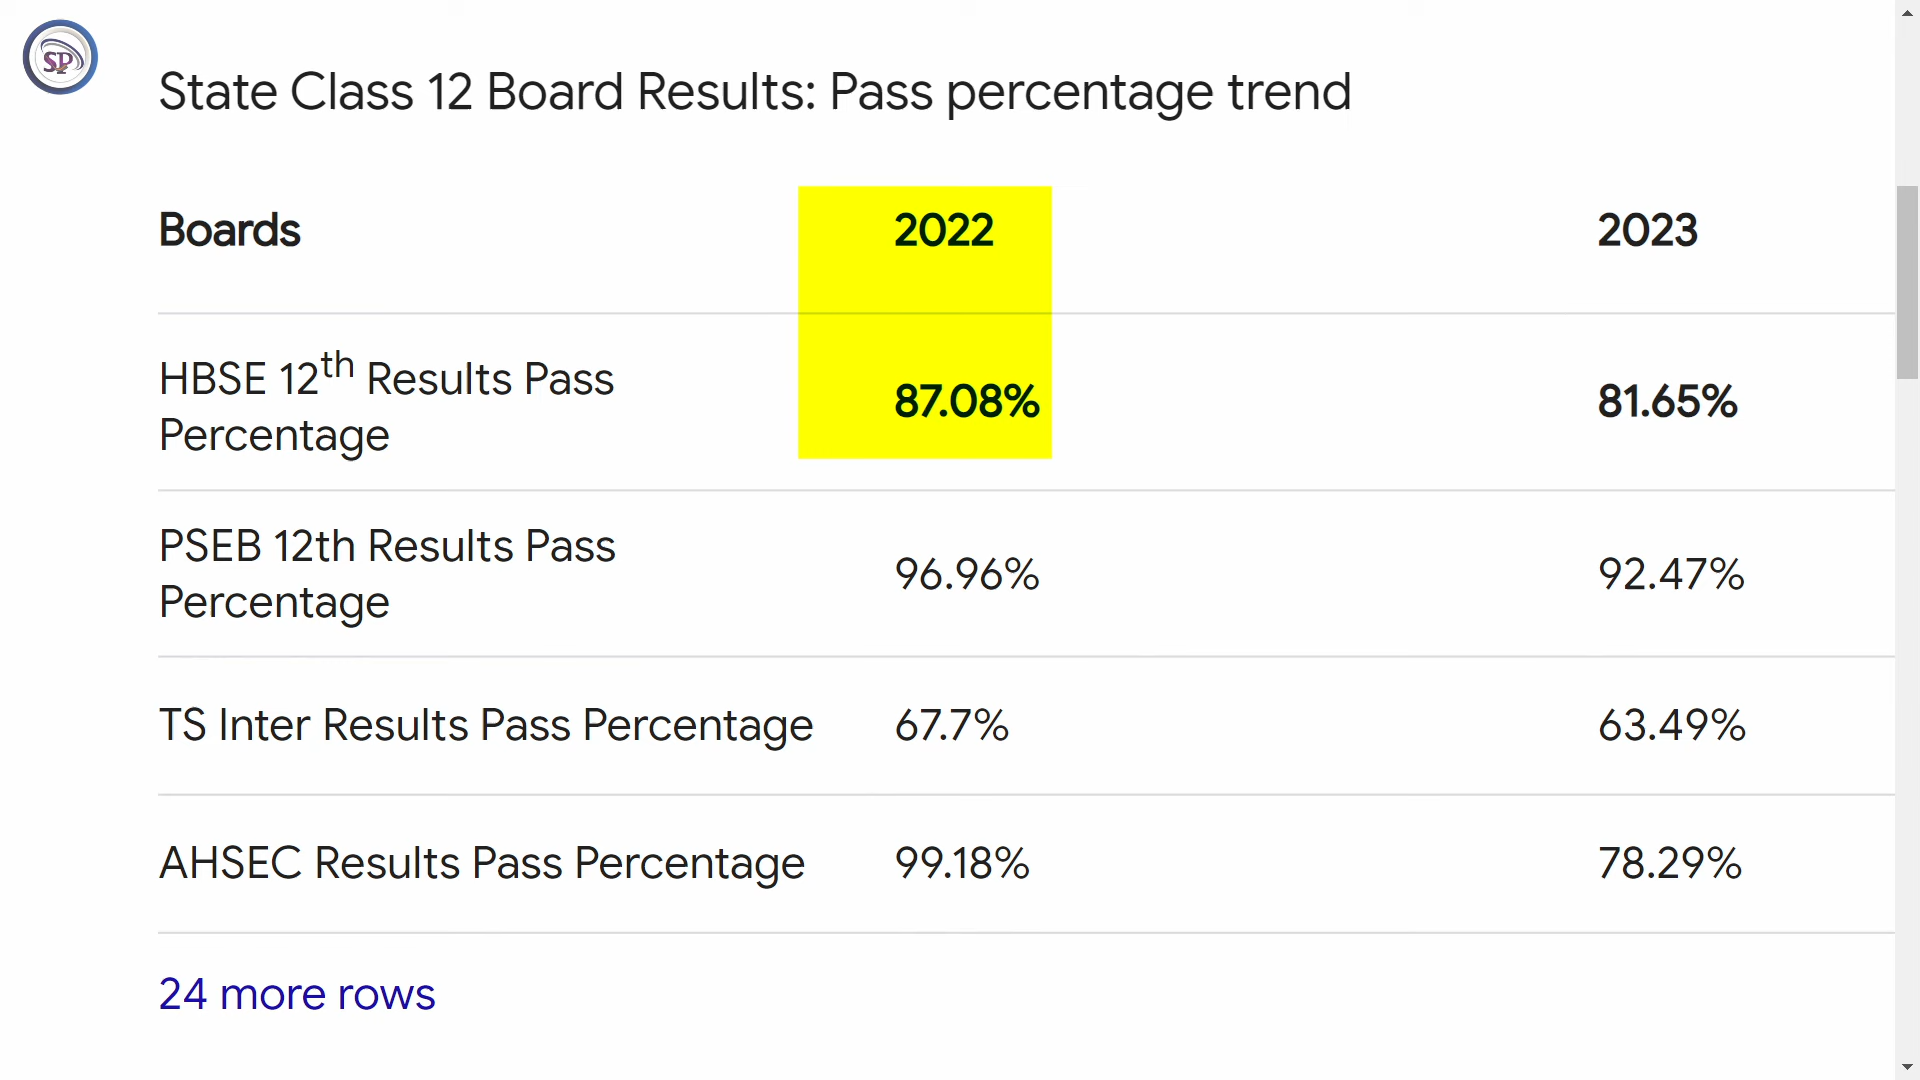 SP
State Class 12 Board Results: Pass percentage trend
Boards 2022 2023
HBSE 12th Results Pass
Percentage 87.08% 81.65%
PSEB 12th Results Pass
Percentage 96.96% 92.47%
TS Inter Results Pass Percentage 67.7% 63.49%
AHSEC Results Pass Percentage 99.18% 78.29%
24 more rows